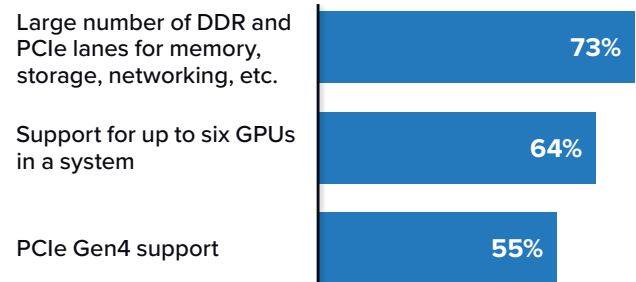 Large number of DDR and
PCIe lanes for memory,
storage, networking, etc.
73%
Support for up to six GPUs
in a system
64%
PCIe Gen4 support
55%